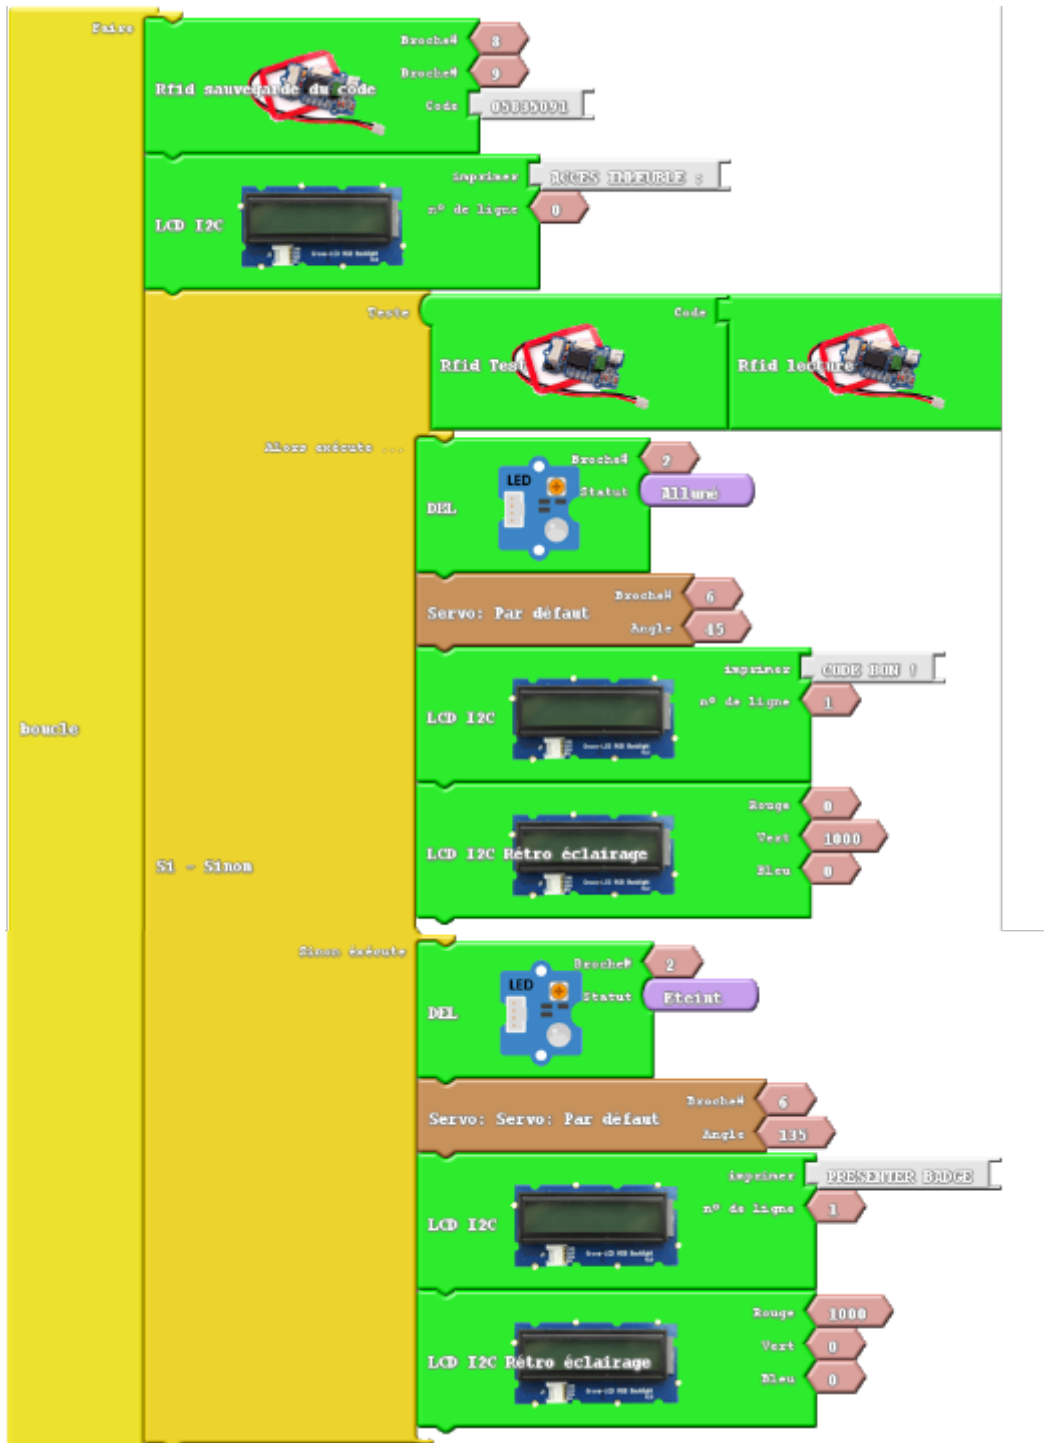 Faire
Broche# 8
Broche# 9
Rfid sauvegarde du code
Code 05835091
imprimer ACCES IMMEUBLE :
n° de ligne 0
LCD I2C
Teste
Code
Rfid Test
Rfid lecture
Alors exécute ...
Broche# 2
LED
Statut Allumé
DEL
Broche# 6
Servo: Par défaut
Angle 45
imprimer CODE BON !
n° de ligne 1
LCD I2C
boucle
Rouge 0
Vert 1000
LCD I2C Rétro éclairage
Bleu 0
Si - Sinon
Sinon éxécute
Broche# 2
LED
Statut Eteint
DEL
Broche# 6
Servo: Servo: Par défaut
Angle 135
imprimer PRESENTER BADGE
n° de ligne 1
LCD I2C
Rouge 1000
Vert 0
LCD I2C Rétro éclairage
Bleu 0